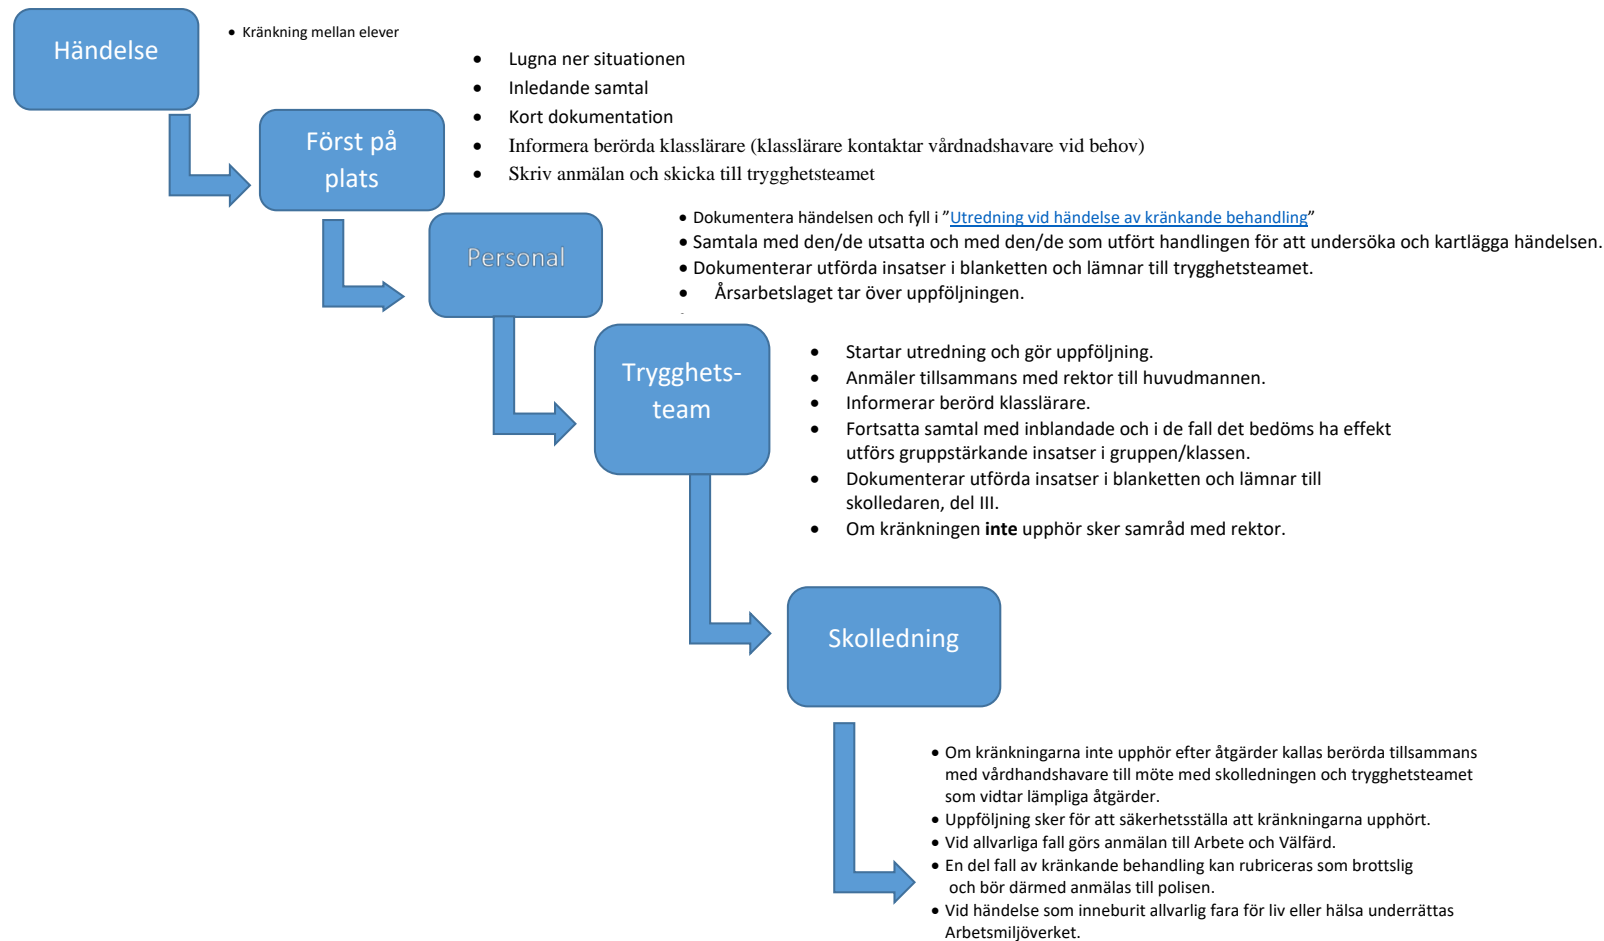 Händelse
• Kränkning mellan elever
Först på
plats
• Lugna ner situationen
• Inledande samtal
• Kort dokumentation
• Informera berörda klasslärare (klasslärare kontaktar vårdnadshavare vid behov)
• Skriv anmälan och skicka till trygghetsteamet
Personal
• Dokumentera händelsen och fyll i ”Utredning vid händelse av kränkande behandling”
• Samtala med den/de utsatta och med den/de som utfört handlingen för att undersöka och kartlägga händelsen.
• Dokumenterar utförda insatser i blanketten och lämnar till trygghetsteamet.
• Årsarbetslaget tar över uppföljningen.
Trygghets-
team
• Startar utredning och gör uppföljning.
• Anmäler tillsammans med rektor till huvudmannen.
• Informerar berörd klasslärare.
• Fortsatta samtal med inblandade och i de fall det bedöms ha effekt
utförs gruppstärkande insatser i gruppen/klassen.
• Dokumenterar utförda insatser i blanketten och lämnar till
skolledaren, del III.
• Om kränkningen inte upphör sker samråd med rektor.
Skolledning
• Om kränkningarna inte upphör efter åtgärder kallas berörda tillsammans
med vårdhandshavare till möte med skolledningen och trygghetsteamet
som vidtar lämpliga åtgärder.
• Uppföljning sker för att säkerhetsställa att kränkningarna upphört.
• Vid allvarliga fall görs anmälan till Arbete och Välfärd.
• En del fall av kränkande behandling kan rubriceras som brottslig
och bör därmed anmälas till polisen.
• Vid händelse som inneburit allvarlig fara för liv eller hälsa underrättas
Arbetsmiljöverket.